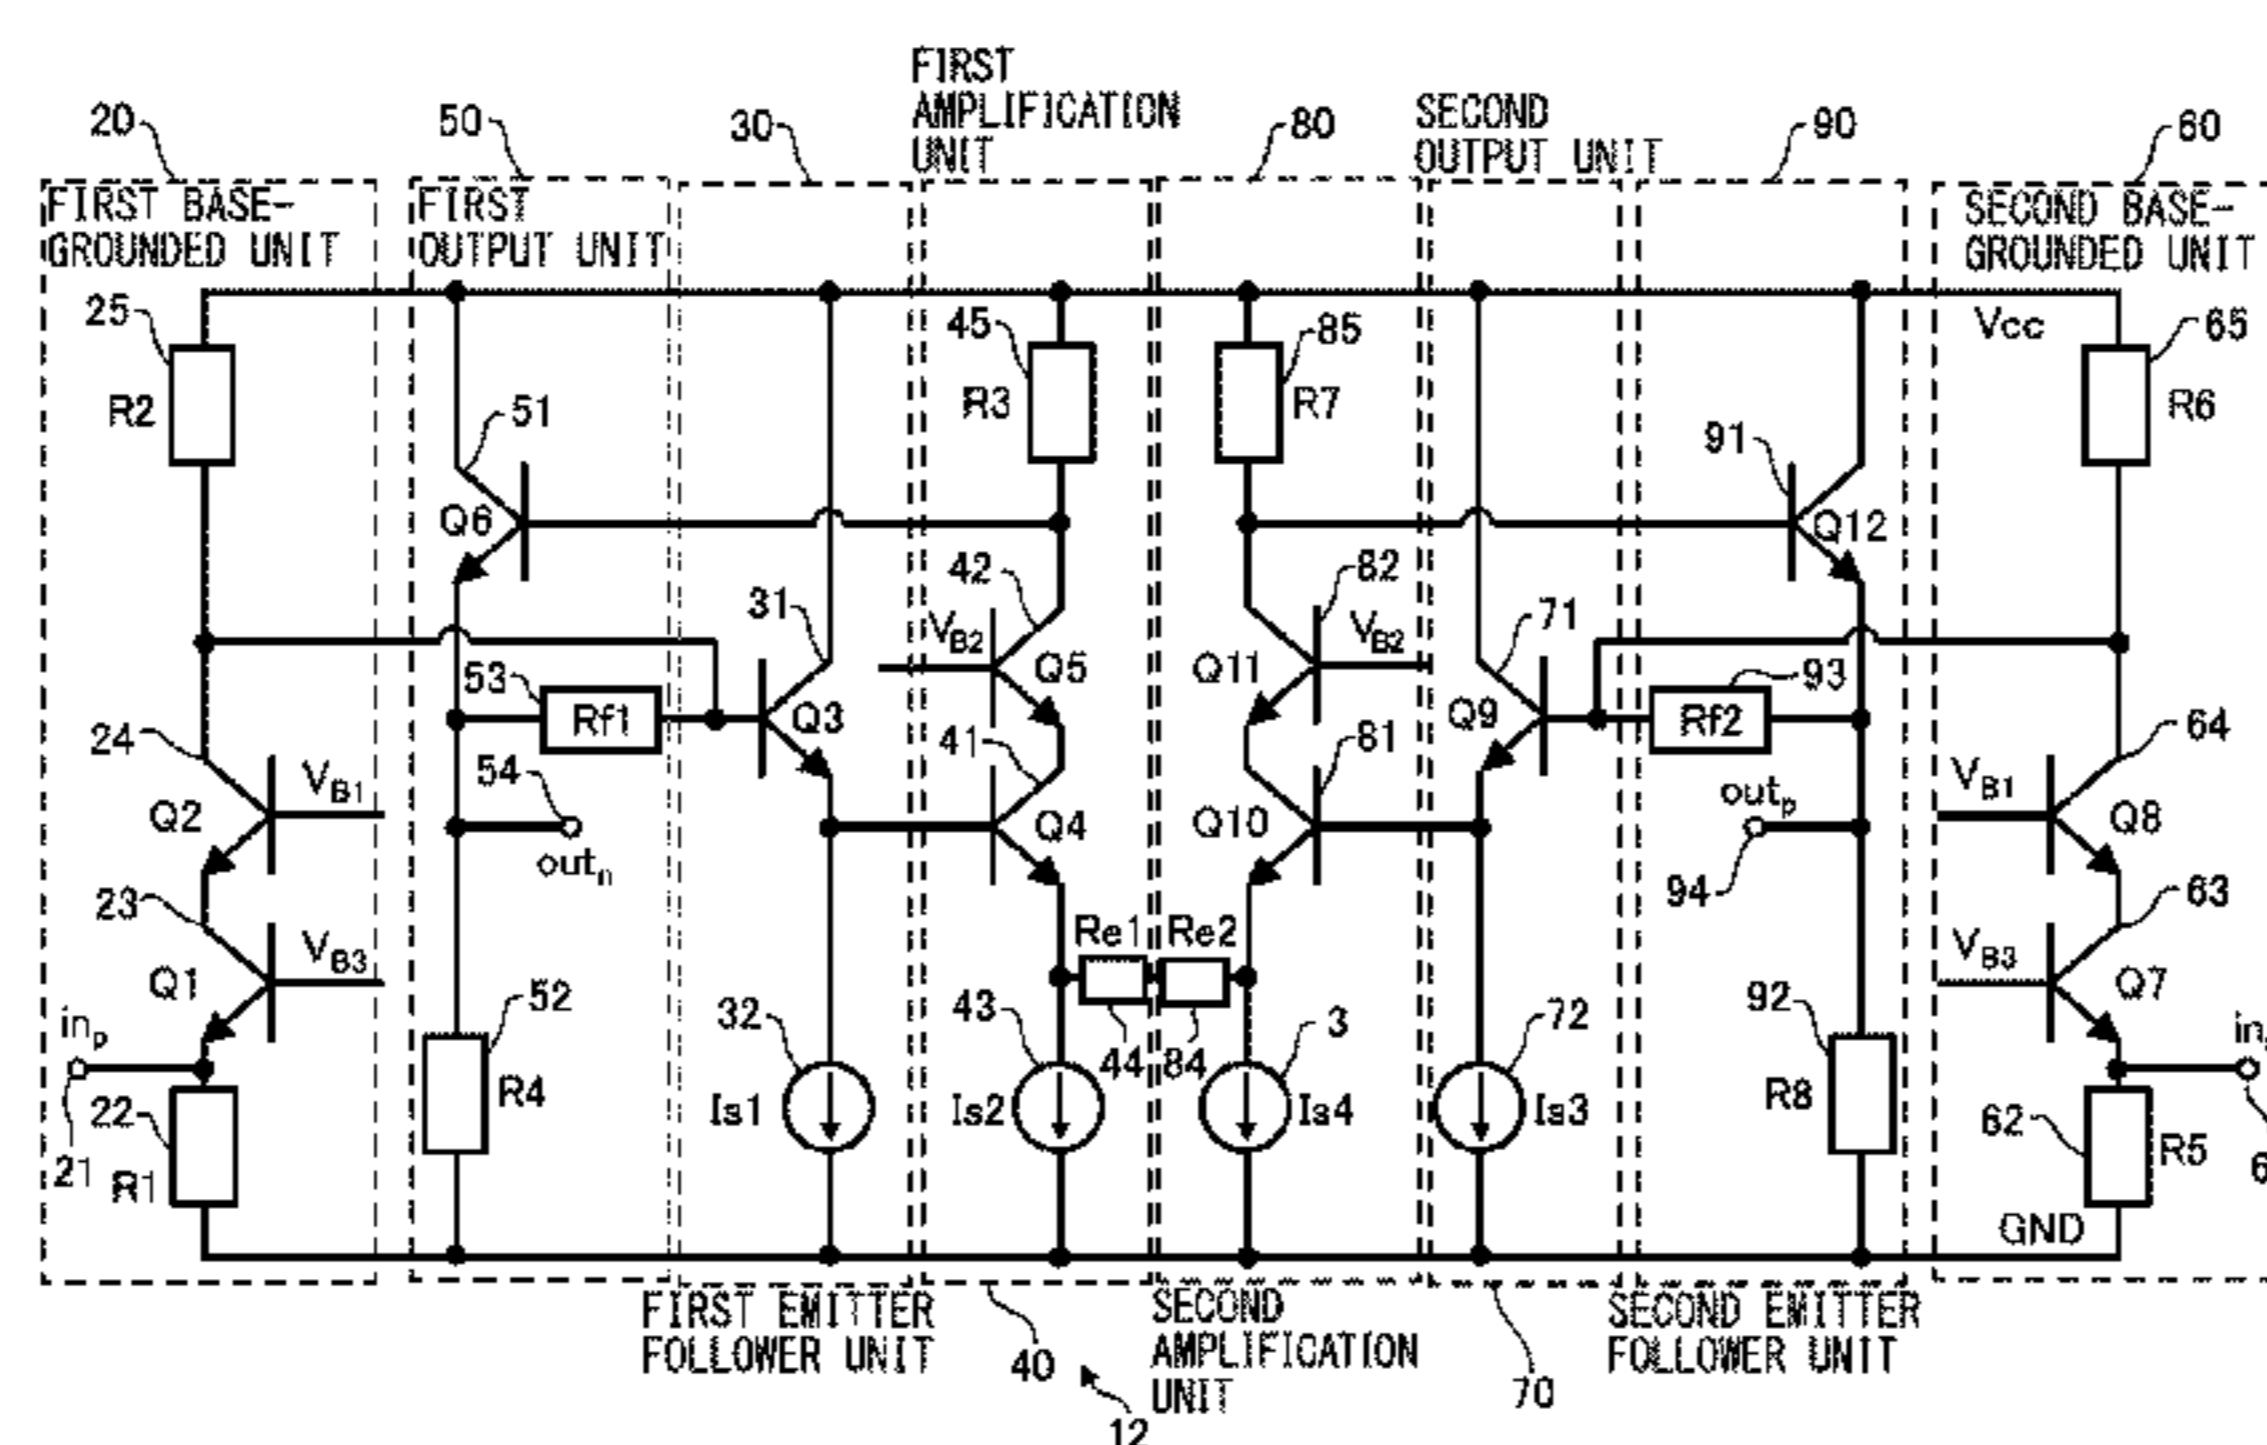 FIRST
AMPLIFICATION
UNIT
SECOND
OUTPUT UNIT
20
50
30
80
90
60
FIRST BASE-
GROUNDED UNIT
FIRST
OUTPUT UNIT
SECOND BASE-
GROUNDED UNIT
25
45
85
Vcc
65
R2
51
R3
R7
91
R6
Q6
Q12
31
42
82
71
VB2
Q5
Q11
VB2
53
Rf1
Q3
Q9
Rf2
93
24
54
41
81
64
Q2
VB1
outn
Q4
Q10
outp
VB1
Q8
23
94
63
Q1
VB3
Re1
Re2
VB3
Q7
inp
52
32
43
3
72
92
22
R4
Is1
Is2
44
84
Is4
Is3
R8
62
R5
21
R1
GND
FIRST EMITTER
FOLLOWER UNIT
40
12
SECOND
AMPLIFICATION
UNIT
70
SECOND EMITTER
FOLLOWER UNIT